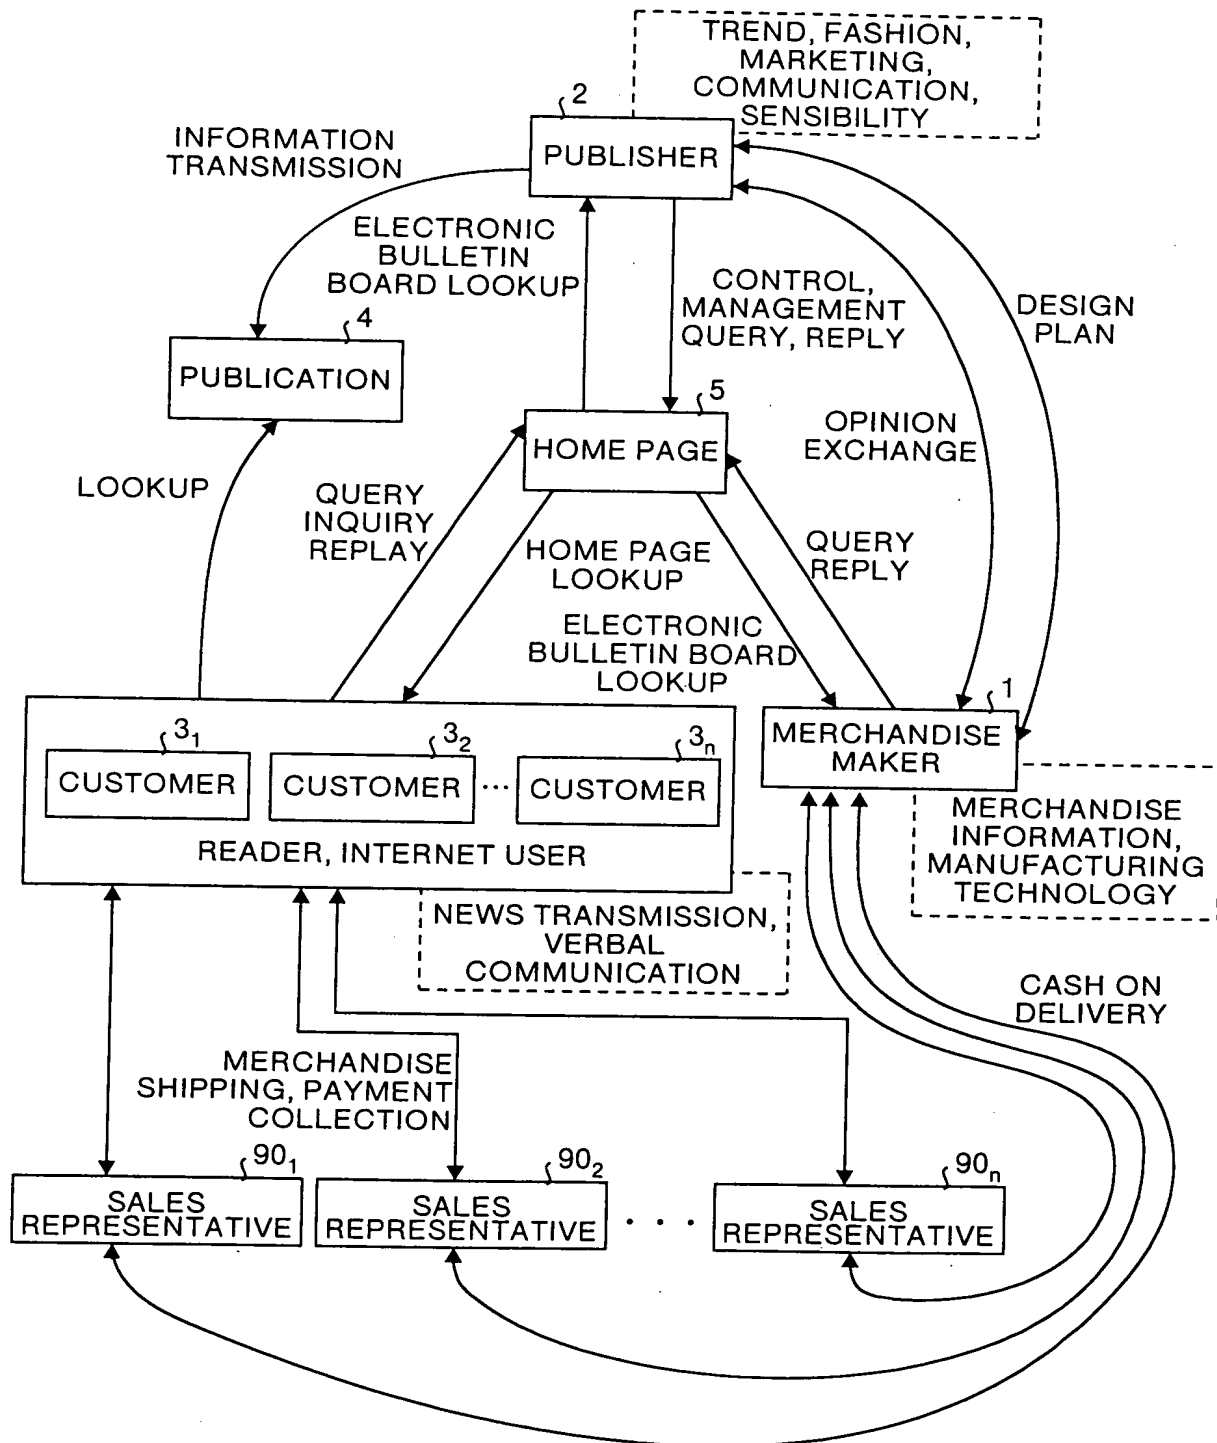 TREND, FASHION,
MARKETING,
COMMUNICATION,
SENSIBILITY
2
PUBLISHER
INFORMATION
TRANSMISSION
ELECTRONIC
BULLETIN
BOARD LOOKUP
CONTROL,
MANAGEMENT
QUERY, REPLY
DESIGN
PLAN
4
PUBLICATION
5
HOME PAGE
OPINION
EXCHANGE
LOOKUP
QUERY
INQUIRY
REPLAY
HOME PAGE
LOOKUP
QUERY
REPLY
ELECTRONIC
BULLETIN BOARD
LOOKUP
1
MERCHANDISE
MAKER
3₁
CUSTOMER
3₂
CUSTOMER
...
3ₙ
CUSTOMER
READER, INTERNET USER
MERCHANDISE
INFORMATION,
MANUFACTURING
TECHNOLOGY
NEWS TRANSMISSION,
VERBAL
COMMUNICATION
CASH ON
DELIVERY
MERCHANDISE
SHIPPING, PAYMENT
COLLECTION
90₁
SALES
REPRESENTATIVE
90₂
SALES
REPRESENTATIVE
. . . .
90ₙ
SALES
REPRESENTATIVE